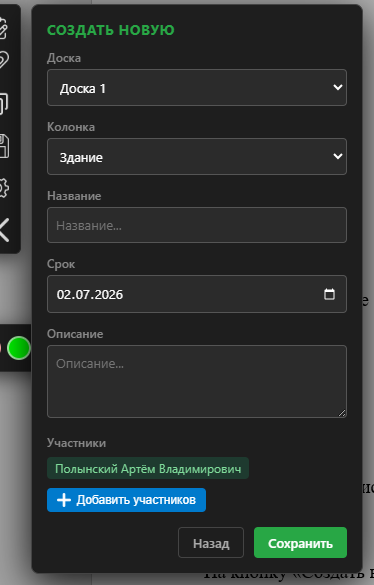 СОЗДАТЬ НОВУЮ
Доска
Доска 1
Колонка
Здание
Название
Название...
Срок
02.07.2026
Описание
Описание...
Участники
Полынский Артём Владимирович
Добавить участников
Назад
Сохранить
На кнопку «Создать н